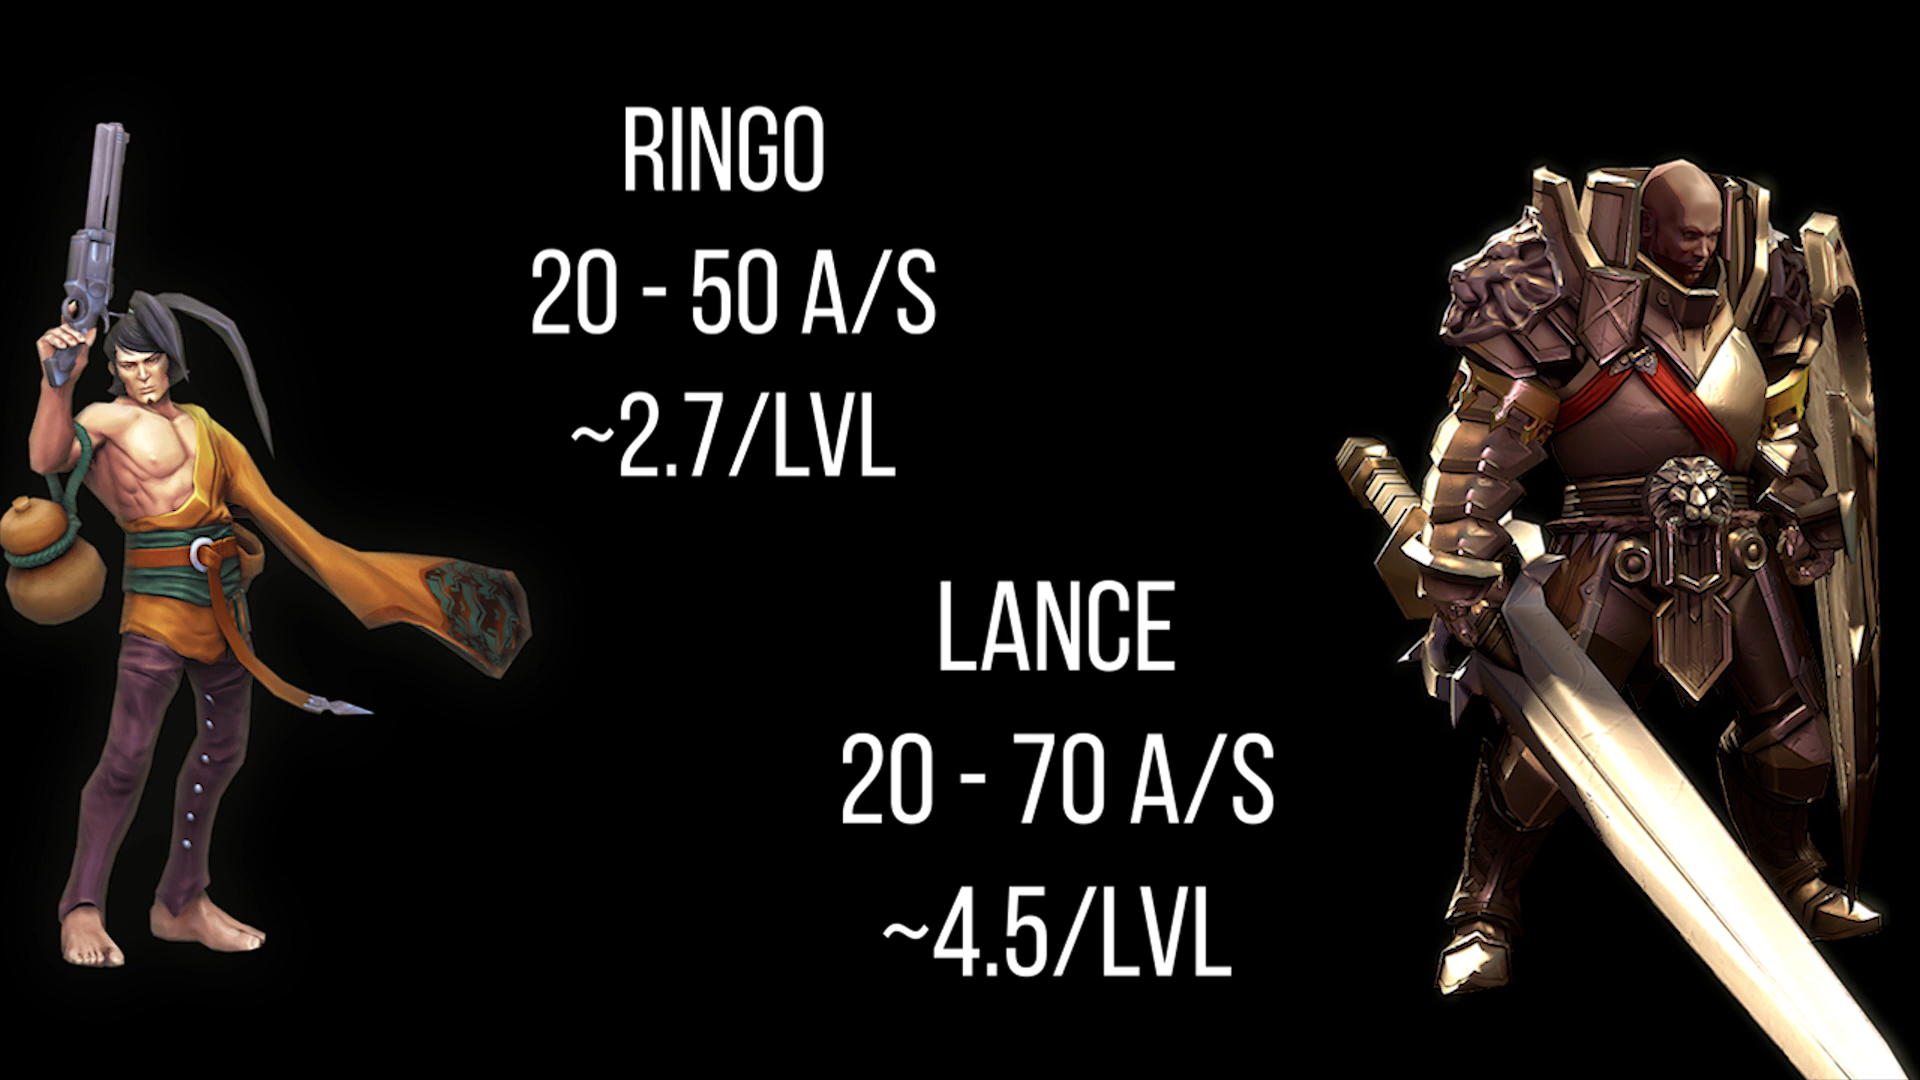 RINGO
20 - 50 A/S
~2.7/LVL
LANCE
20 - 70 A/S
~4.5/LVL